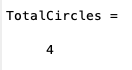 TotalCircles =
4